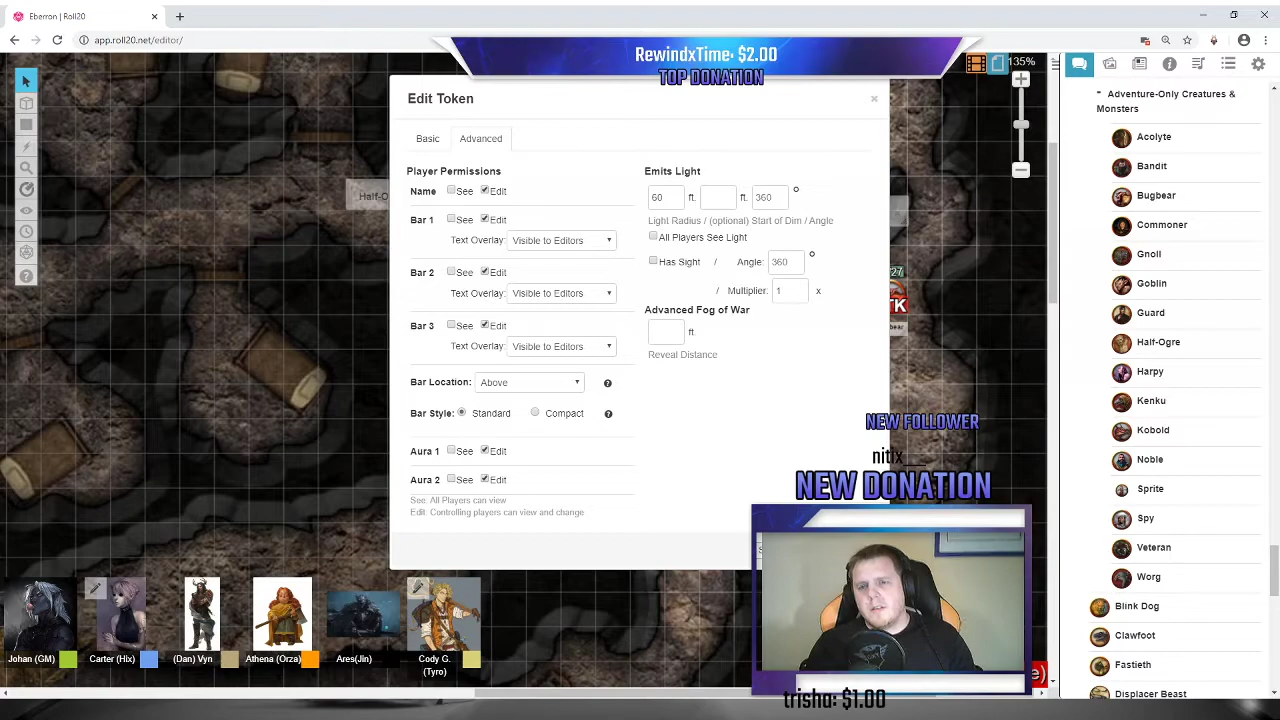 Eberron | Roll20
app.roll20.net/editor/
RewindxTime: $2.00
TOP DONATION
135%
Edit Token
Basic
Advanced
Player Permissions
Name See Edit
Bar 1 See Edit
Text Overlay: Visible to Editors
Bar 2 See Edit
Text Overlay: Visible to Editors
Bar 3 See Edit
Text Overlay: Visible to Editors
Bar Location: Above
Bar Style: Standard Compact
Aura 1 See Edit
Aura 2 See Edit
See: All Players can view
Edit: Controlling players can view and change
Emits Light
60 ft. ft. 360 °
Light Radius / (optional) Start of Dim / Angle
All Players See Light
Has Sight / Angle: 360 °
/ Multiplier: 1 x
Advanced Fog of War
ft.
Reveal Distance
Half-O
27
TK
bear
NEW FOLLOWER
nitix__
NEW DONATION
trisha: $1.00
Johan (GM)
Carter (Hix)
(Dan) Vyn
Athena (Orza)
Ares(Jin)
Cody G.
(Tyro)
Adventure-Only Creatures &
Monsters
Acolyte
Bandit
Bugbear
Commoner
Gnoll
Goblin
Guard
Half-Ogre
Harpy
Kenku
Kobold
Noble
Sprite
Spy
Veteran
Worg
Blink Dog
Clawfoot
Fastieth
Displacer Beast